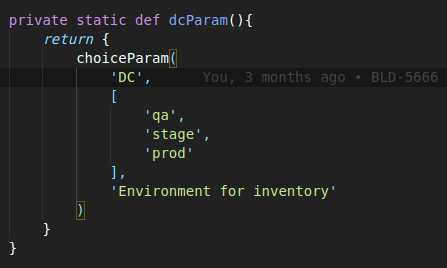 private static def dcParam(){
    return {
        choiceParam(
            'DC',    You, 3 months ago • BLD-5666
            [
                'qa',
                'stage',
                'prod'
            ],
            'Environment for inventory'
        )
    }
}